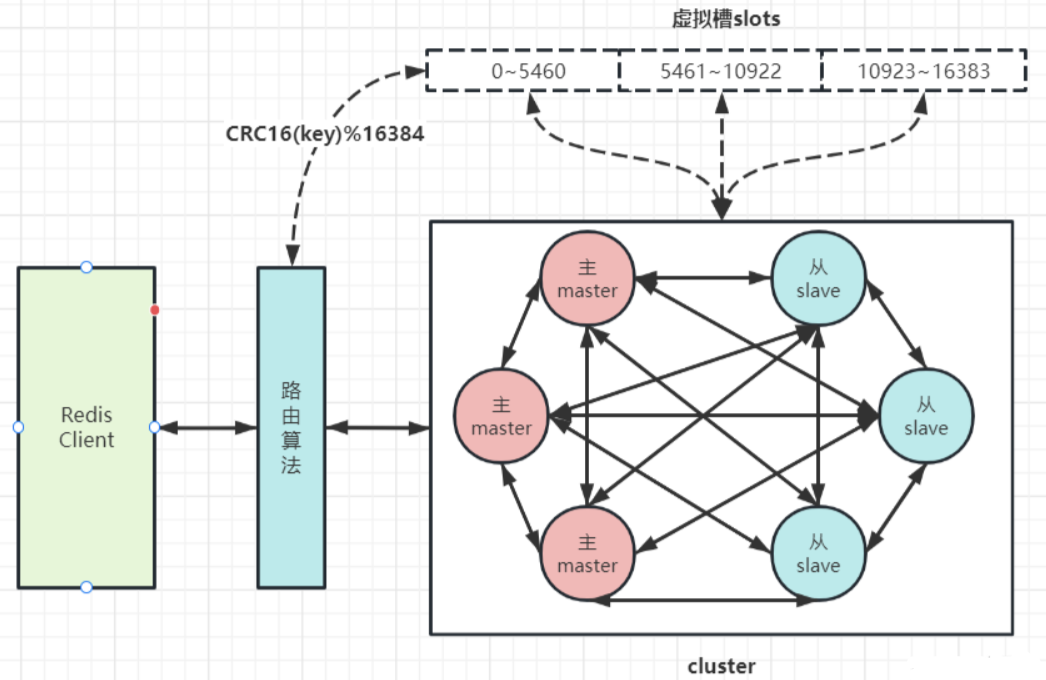 虚拟槽slots
0~5460
5461~10922
10923~16383
CRC16(key)%16384
Redis
Client
路
由
算
法
主
master
从
slave
主
master
从
slave
主
master
从
slave
cluster